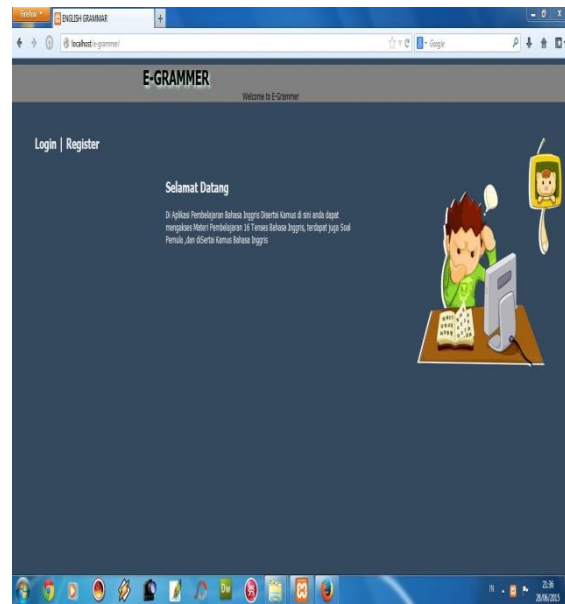 Firefox
ENGLISH GRAMMAR
localhost/e-grammer/
Google
E-GRAMMER
Welcome to E-Grammer
Login | Register
Selamat Datang
Di Aplikasi Pembelajaran Bahasa Inggris Disertai Kamus di sini anda dapat
mengakses Materi Pembelajaran 16 Tenses Bahasa Inggris, terdapat juga Soal
Pemula ,dan diSertai Kamus Bahasa Inggris
Dw
IN
21:36
28/06/2015